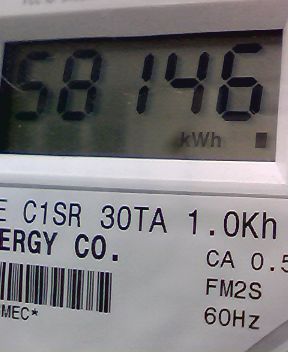 58146
kWh
E C1SR 30TA 1.0Kh
ERGY CO.
CA 0.5
FM2S
MEC*
60Hz